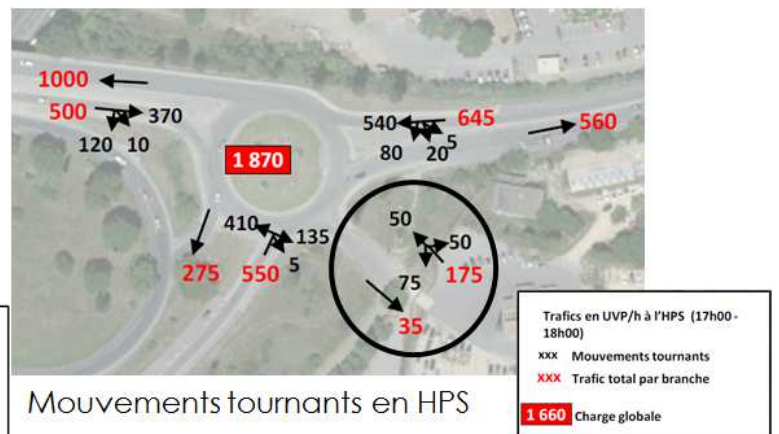 1000
500
370
120 10
1 870
540
645
560
80 20 5
410
135
5
275
550
50
50
75
175
35
Mouvements tournants en HPS
Trafics en UVP/h à l'HPS (17h00 -
18h00)
xxx Mouvements tournants
XXX Trafic total par branche
1 660 Charge globale